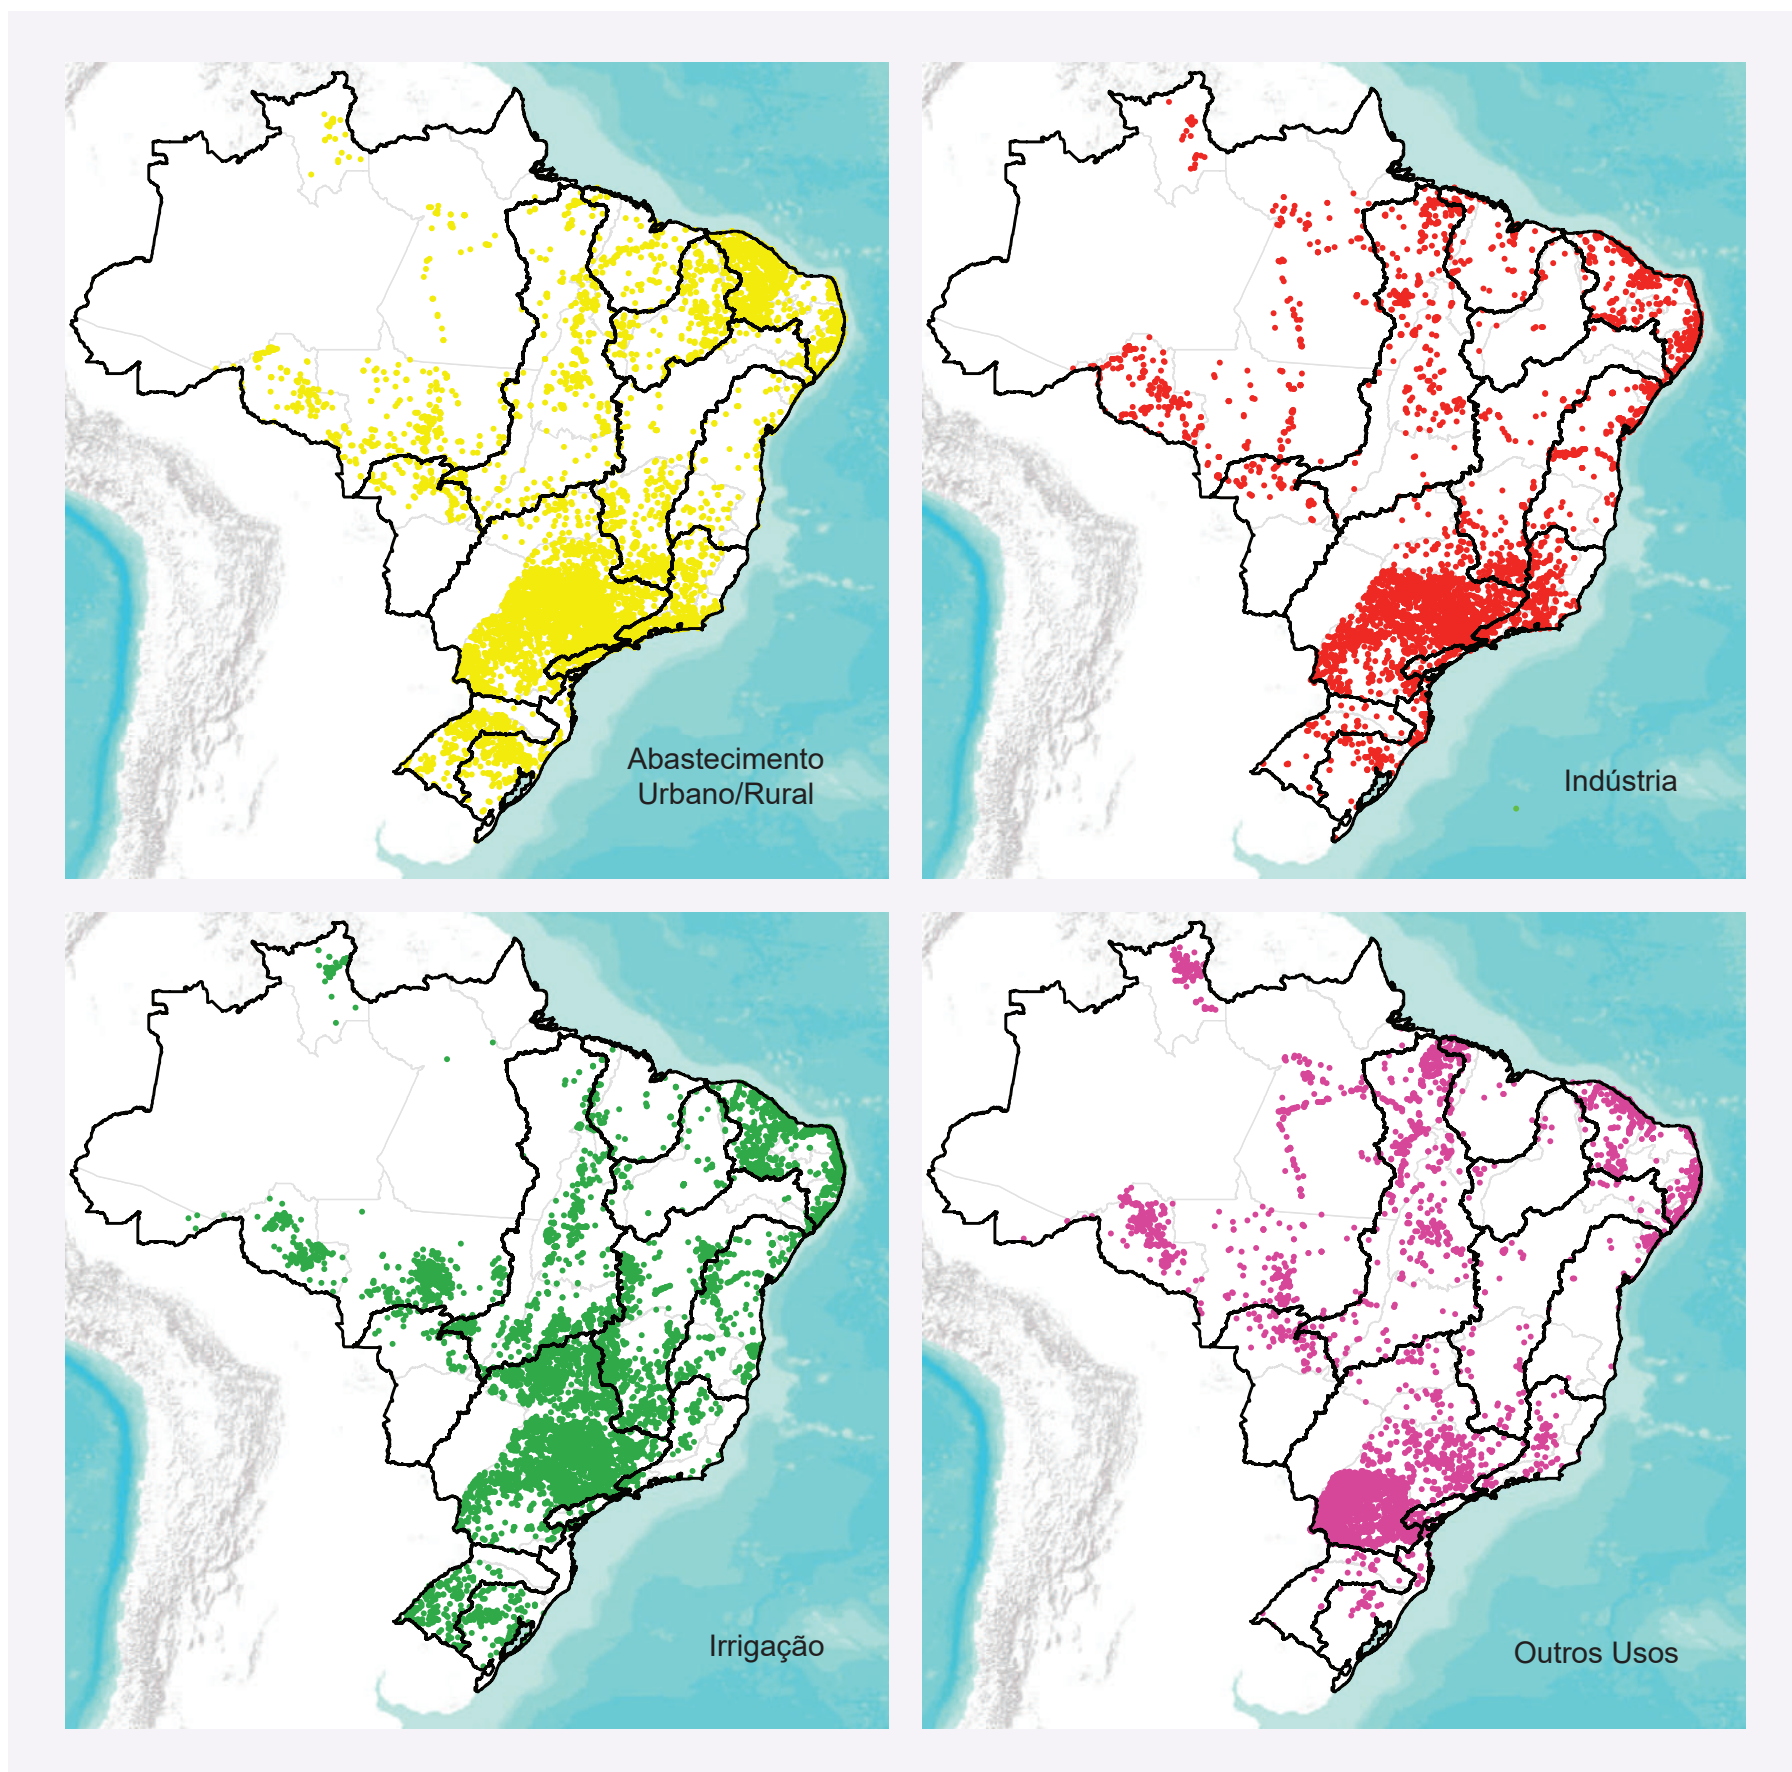 Abastecimento
Urbano/Rural
Indústria
Irrigação
Outros Usos